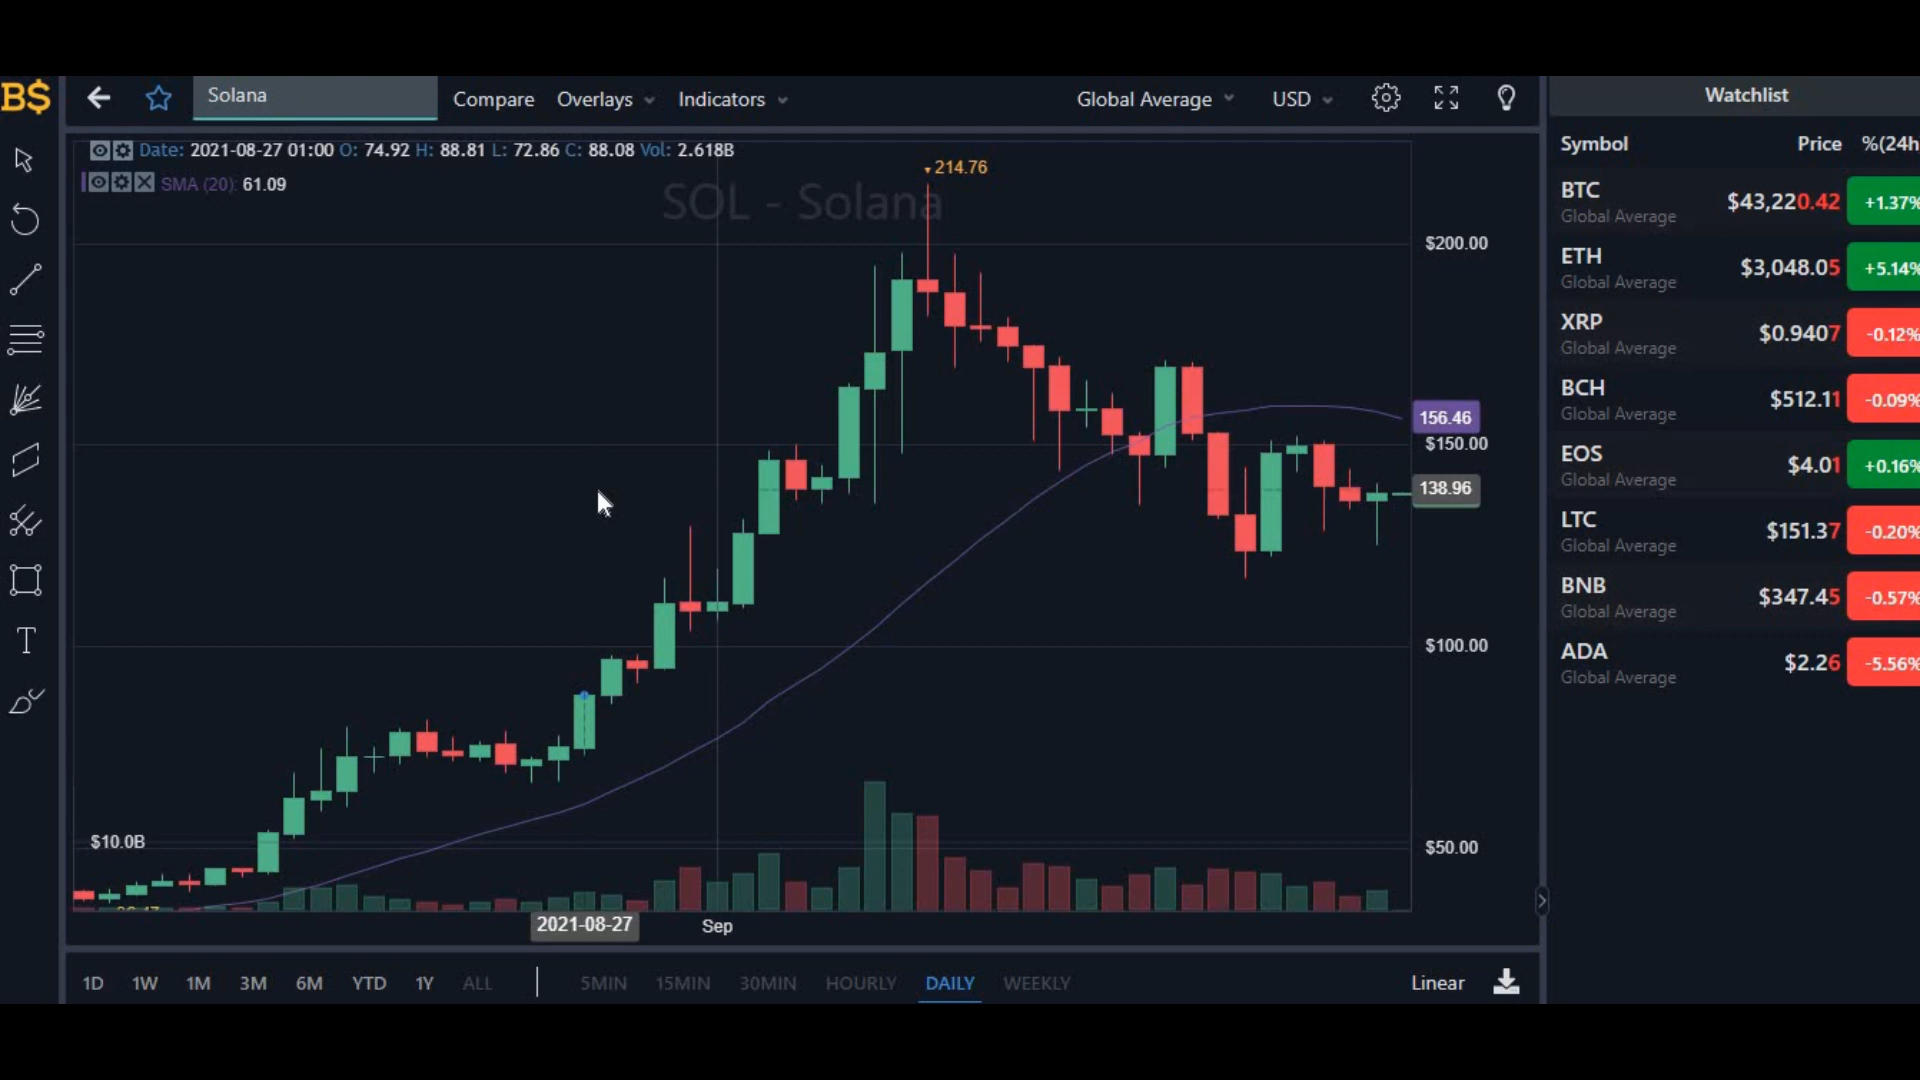 B$
Solana
Compare
Overlays
Indicators
Global Average
USD
Watchlist
Date: 2021-08-27 01:00 O: 74.92 H: 88.81 L: 72.86 C: 88.08 Vol: 2.618B
SMA (20): 61.09
SOL - Solana
214.76
$200.00
156.46
$150.00
138.96
$100.00
$50.00
$10.0B
2021-08-27
Sep
1D 1W 1M 3M 6M YTD 1Y ALL
5MIN 15MIN 30MIN HOURLY DAILY WEEKLY
Linear
Symbol Price %(24h
BTC $43,220.42 +1.37%
Global Average
ETH $3,048.05 +5.14%
Global Average
XRP $0.9407 -0.12%
Global Average
BCH $512.11 -0.09%
Global Average
EOS $4.01 +0.16%
Global Average
LTC $151.37 -0.20%
Global Average
BNB $347.45 -0.57%
Global Average
ADA $2.26 -5.56%
Global Average
T